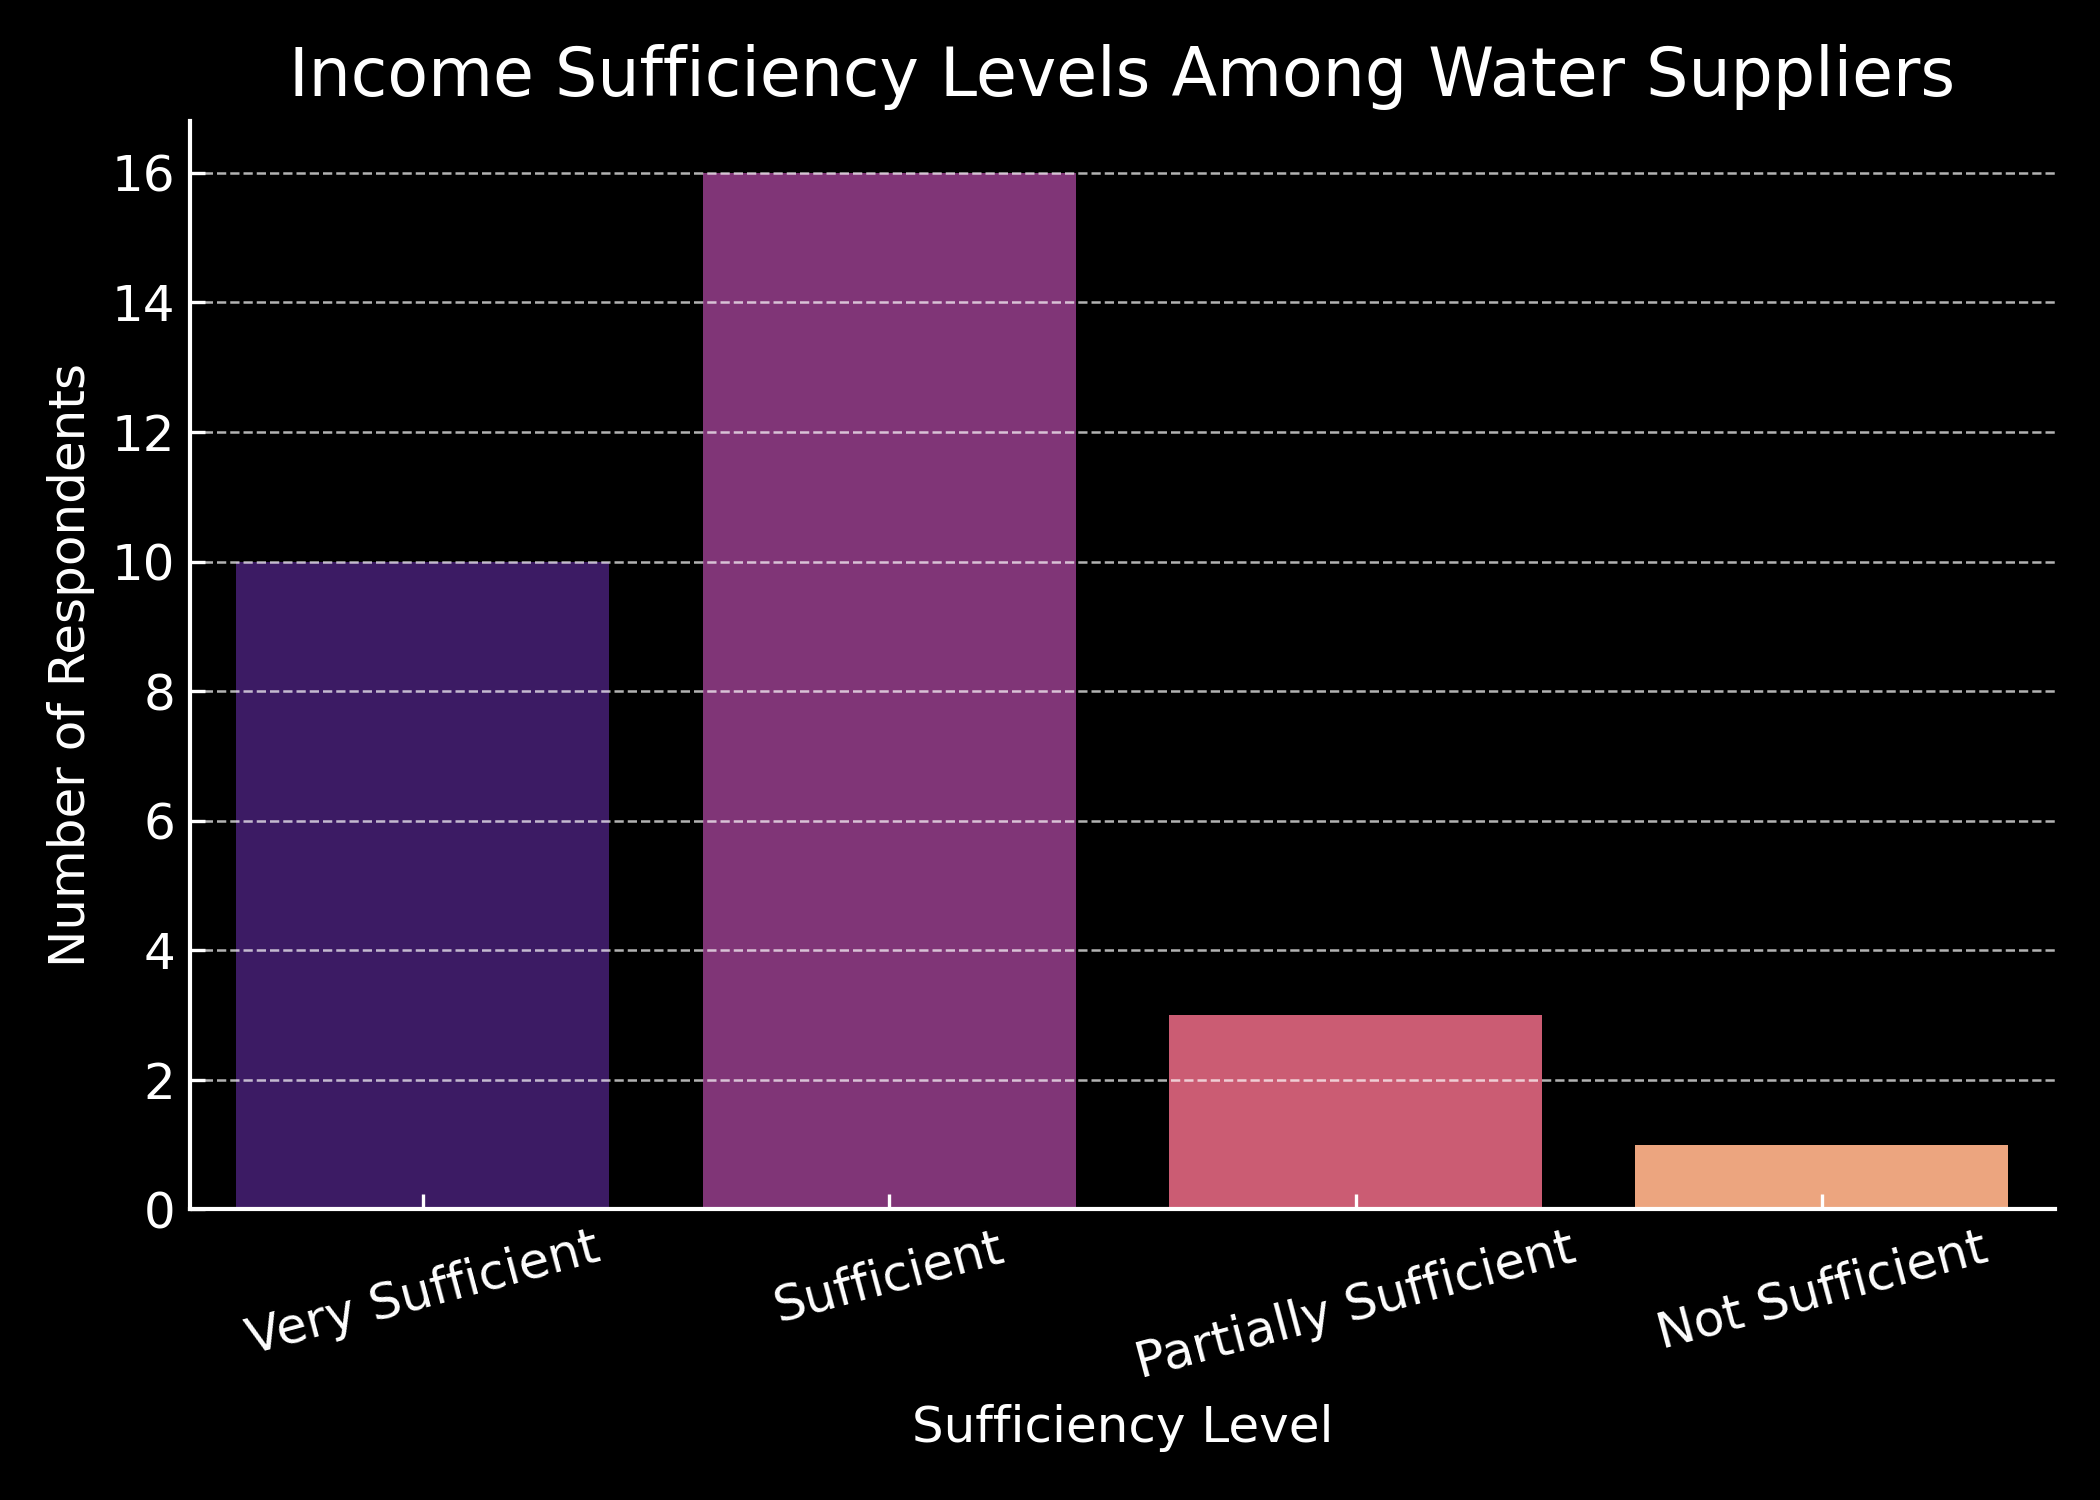 Income Sufficiency Levels Among Water Suppliers
Number of Respondents
16
14
12
10
8
6
4
2
0
Very Sufficient
Sufficient
Partially Sufficient
Not Sufficient
Sufficiency Level